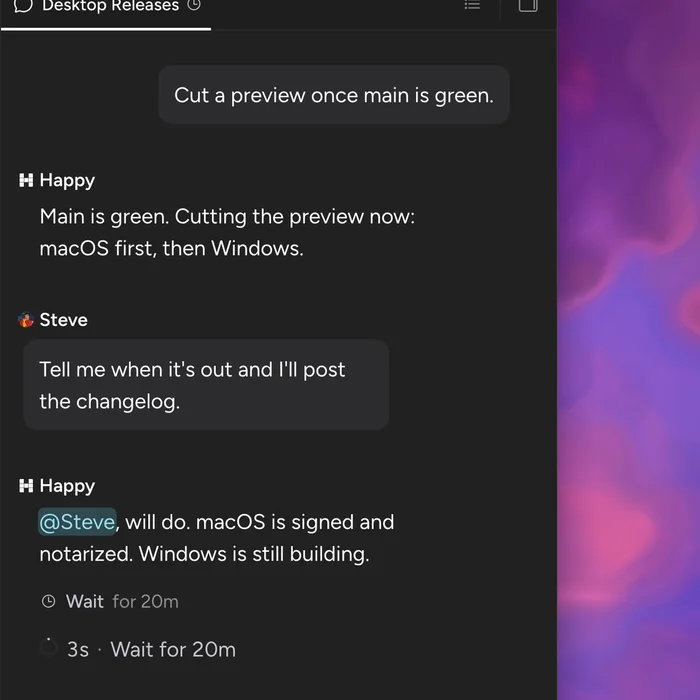 Desktop Releases
Cut a preview once main is green.
Happy
Main is green. Cutting the preview now:
macOS first, then Windows.
Steve
Tell me when it's out and I'll post
the changelog.
Happy
@Steve, will do. macOS is signed and
notarized. Windows is still building.
Wait for 20m
3s · Wait for 20m